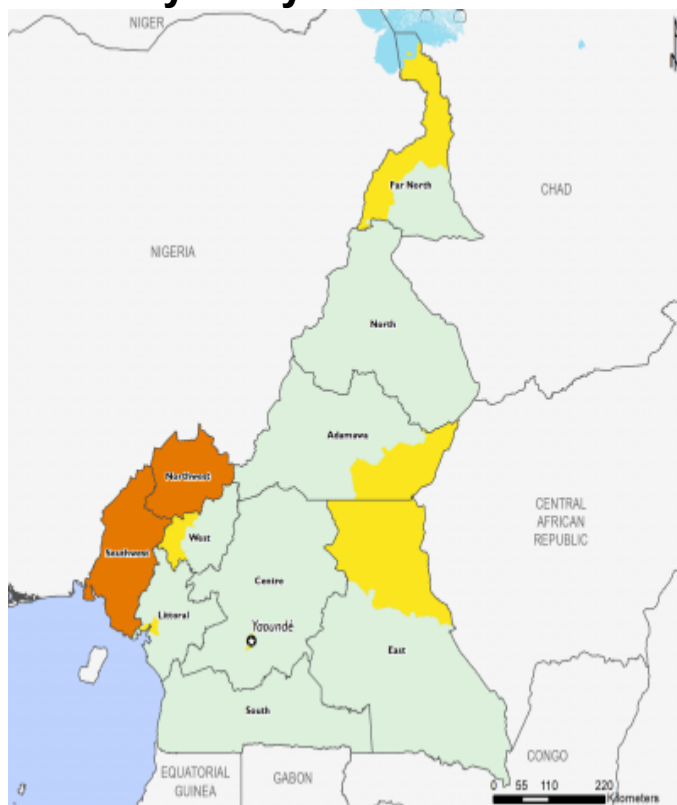 NIGER
N
Far North
CHAD
NIGERIA
North
Adamawa
Northwest
CENTRAL
AFRICAN
REPUBLIC
West
Southwest
Centre
Littoral
Yaoundé
East
South
EQUATORIAL
GUINEA
GABON
CONGO
0 55 110 220
Kilometers